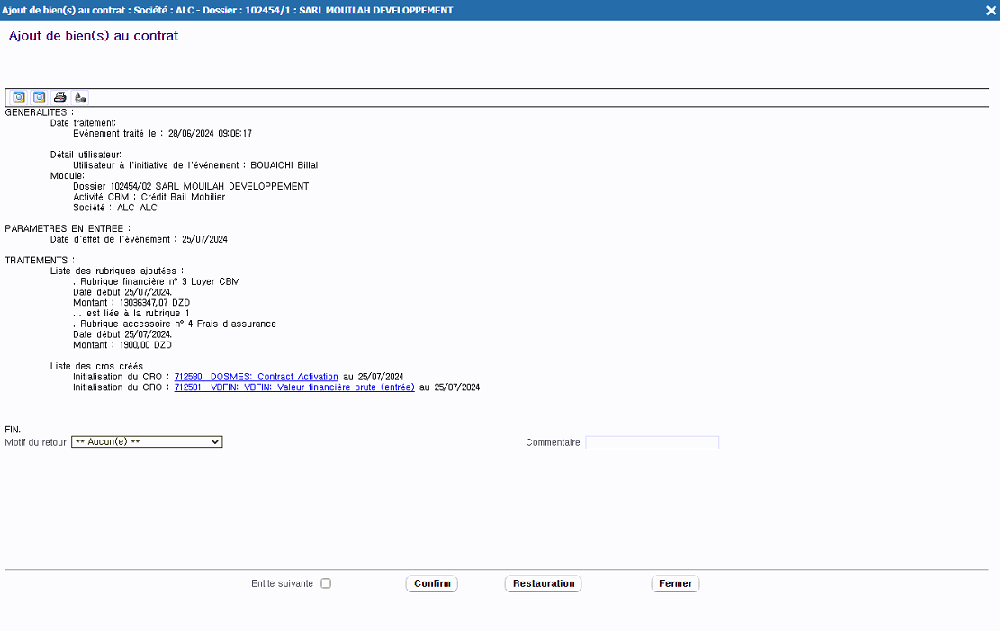 Ajout de bien(s) au contrat : Société : ALC - Dossier : 102454/1 : SARL MOUILAH DEVELOPPEMENT
Ajout de bien(s) au contrat
GENERALITES :
Date traitement:
Evénement traité le : 28/06/2024 09:06:17
Détail utilisateur:
Utilisateur à l'initiative de l'événement : BOUAICHI Billal
Module:
Dossier 102454/02 SARL MOUILAH DEVELOPPEMENT
Activité CBM : Crédit Bail Mobilier
Société : ALC ALC
PARAMETRES EN ENTREE :
Date d'effet de l'événement : 25/07/2024
TRAITEMENTS :
Liste des rubriques ajoutées :
. Rubrique financière n° 3 Loyer CBM
Date début 25/07/2024.
Montant : 13036347,07 DZD
... est liée à la rubrique 1
. Rubrique accessoire n° 4 Frais d'assurance
Date début 25/07/2024.
Montant : 1900,00 DZD
Liste des cros créés :
Initialisation du CRO : 712580 DOSMES: Contract Activation au 25/07/2024
Initialisation du CRO : 712581 VBFIN: VBFIN: Valeur financière brute (entrée) au 25/07/2024
FIN.
Motif du retour ** Aucun(e) ** Commentaire
Entite suivante Confirm Restauration Fermer